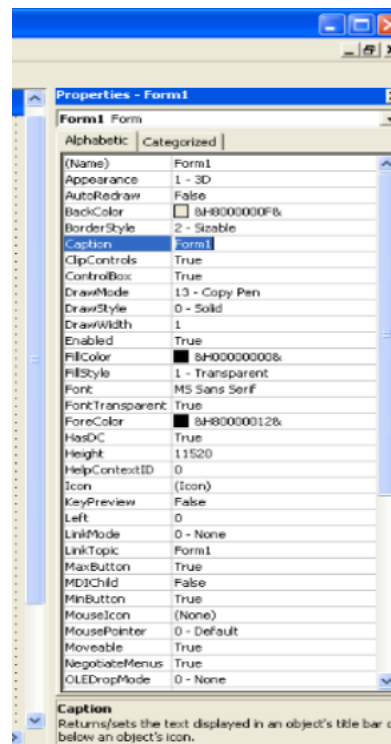 Properties - Form1
Form1 Form
Alphabetic Categorized
(Name) Form1
Appearance 1 - 3D
AutoRedraw False
BackColor &H8000000F&
BorderStyle 2 - Sizable
Caption Form1
ClipControls True
ControlBox True
DrawMode 13 - Copy Pen
DrawStyle 0 - Solid
DrawWidth 1
Enabled True
FillColor &H00000000&
FillStyle 1 - Transparent
Font MS Sans Serif
FontTransparent True
ForeColor &H80000012&
HasDC True
Height 11520
HelpContextID 0
Icon (Icon)
KeyPreview False
Left 0
LinkMode 0 - None
LinkTopic Form1
MaxButton True
MDIChild False
MinButton True
MouseIcon (None)
MousePointer 0 - Default
Moveable True
NegotiateMenus True
OLEDropMode 0 - None
Caption
Returns/sets the text displayed in an object's title bar
below an object's icon.